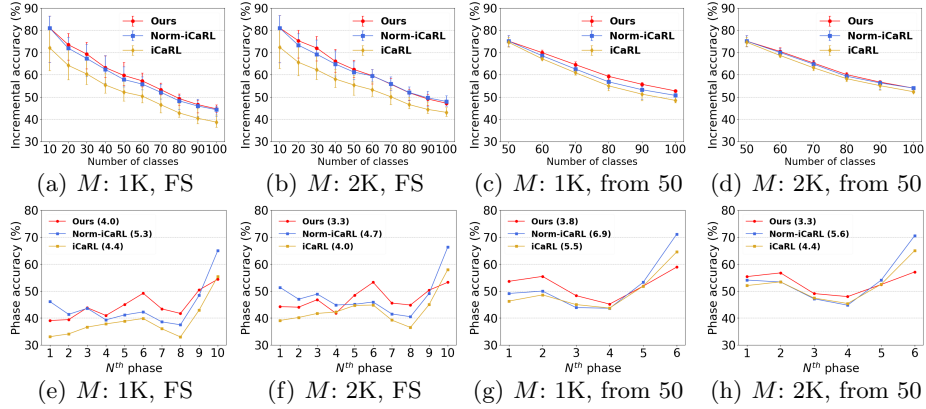 Incremental accuracy (%)
90
80
70
60
50
40
30
10 20 30 40 50 60 70 80 90100
Number of classes
Ours
Norm-iCaRL
iCaRL
(a) M: 1K, FS
Incremental accuracy (%)
90
80
70
60
50
40
30
10 20 30 40 50 60 70 80 90100
Number of classes
Ours
Norm-iCaRL
iCaRL
(b) M: 2K, FS
Incremental accuracy (%)
90
80
70
60
50
40
30
50 60 70 80 90 100
Number of classes
Ours
Norm-iCaRL
iCaRL
(c) M: 1K, from 50
Incremental accuracy (%)
90
80
70
60
50
40
30
50 60 70 80 90 100
Number of classes
Ours
Norm-iCaRL
iCaRL
(d) M: 2K, from 50
Phase accuracy (%)
80
70
60
50
40
30
1 2 3 4 5 6 7 8 9 10
Nth phase
Ours (4.0)
Norm-iCaRL (5.3)
iCaRL (4.4)
(e) M: 1K, FS
Phase accuracy (%)
80
70
60
50
40
30
1 2 3 4 5 6 7 8 9 10
Nth phase
Ours (3.3)
Norm-iCaRL (4.7)
iCaRL (4.0)
(f) M: 2K, FS
Phase accuracy (%)
80
70
60
50
40
30
1 2 3 4 5 6
Nth phase
Ours (3.8)
Norm-iCaRL (6.9)
iCaRL (5.5)
(g) M: 1K, from 50
Phase accuracy (%)
80
70
60
50
40
30
1 2 3 4 5 6
Nth phase
Ours (3.3)
Norm-iCaRL (5.6)
iCaRL (4.4)
(h) M: 2K, from 50